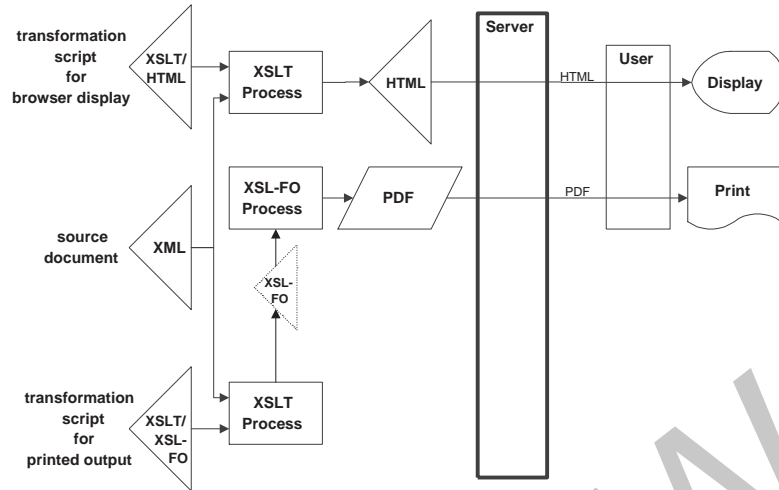 transformation
script
for
browser display
XSLT/
HTML
XSLT
Process
HTML
Server
HTML
User
Display
XSL-FO
Process
PDF
PDF
Print
source
document
XML
XSL-
FO
transformation
script
for
printed output
XSLT/
XSL-
FO
XSLT
Process